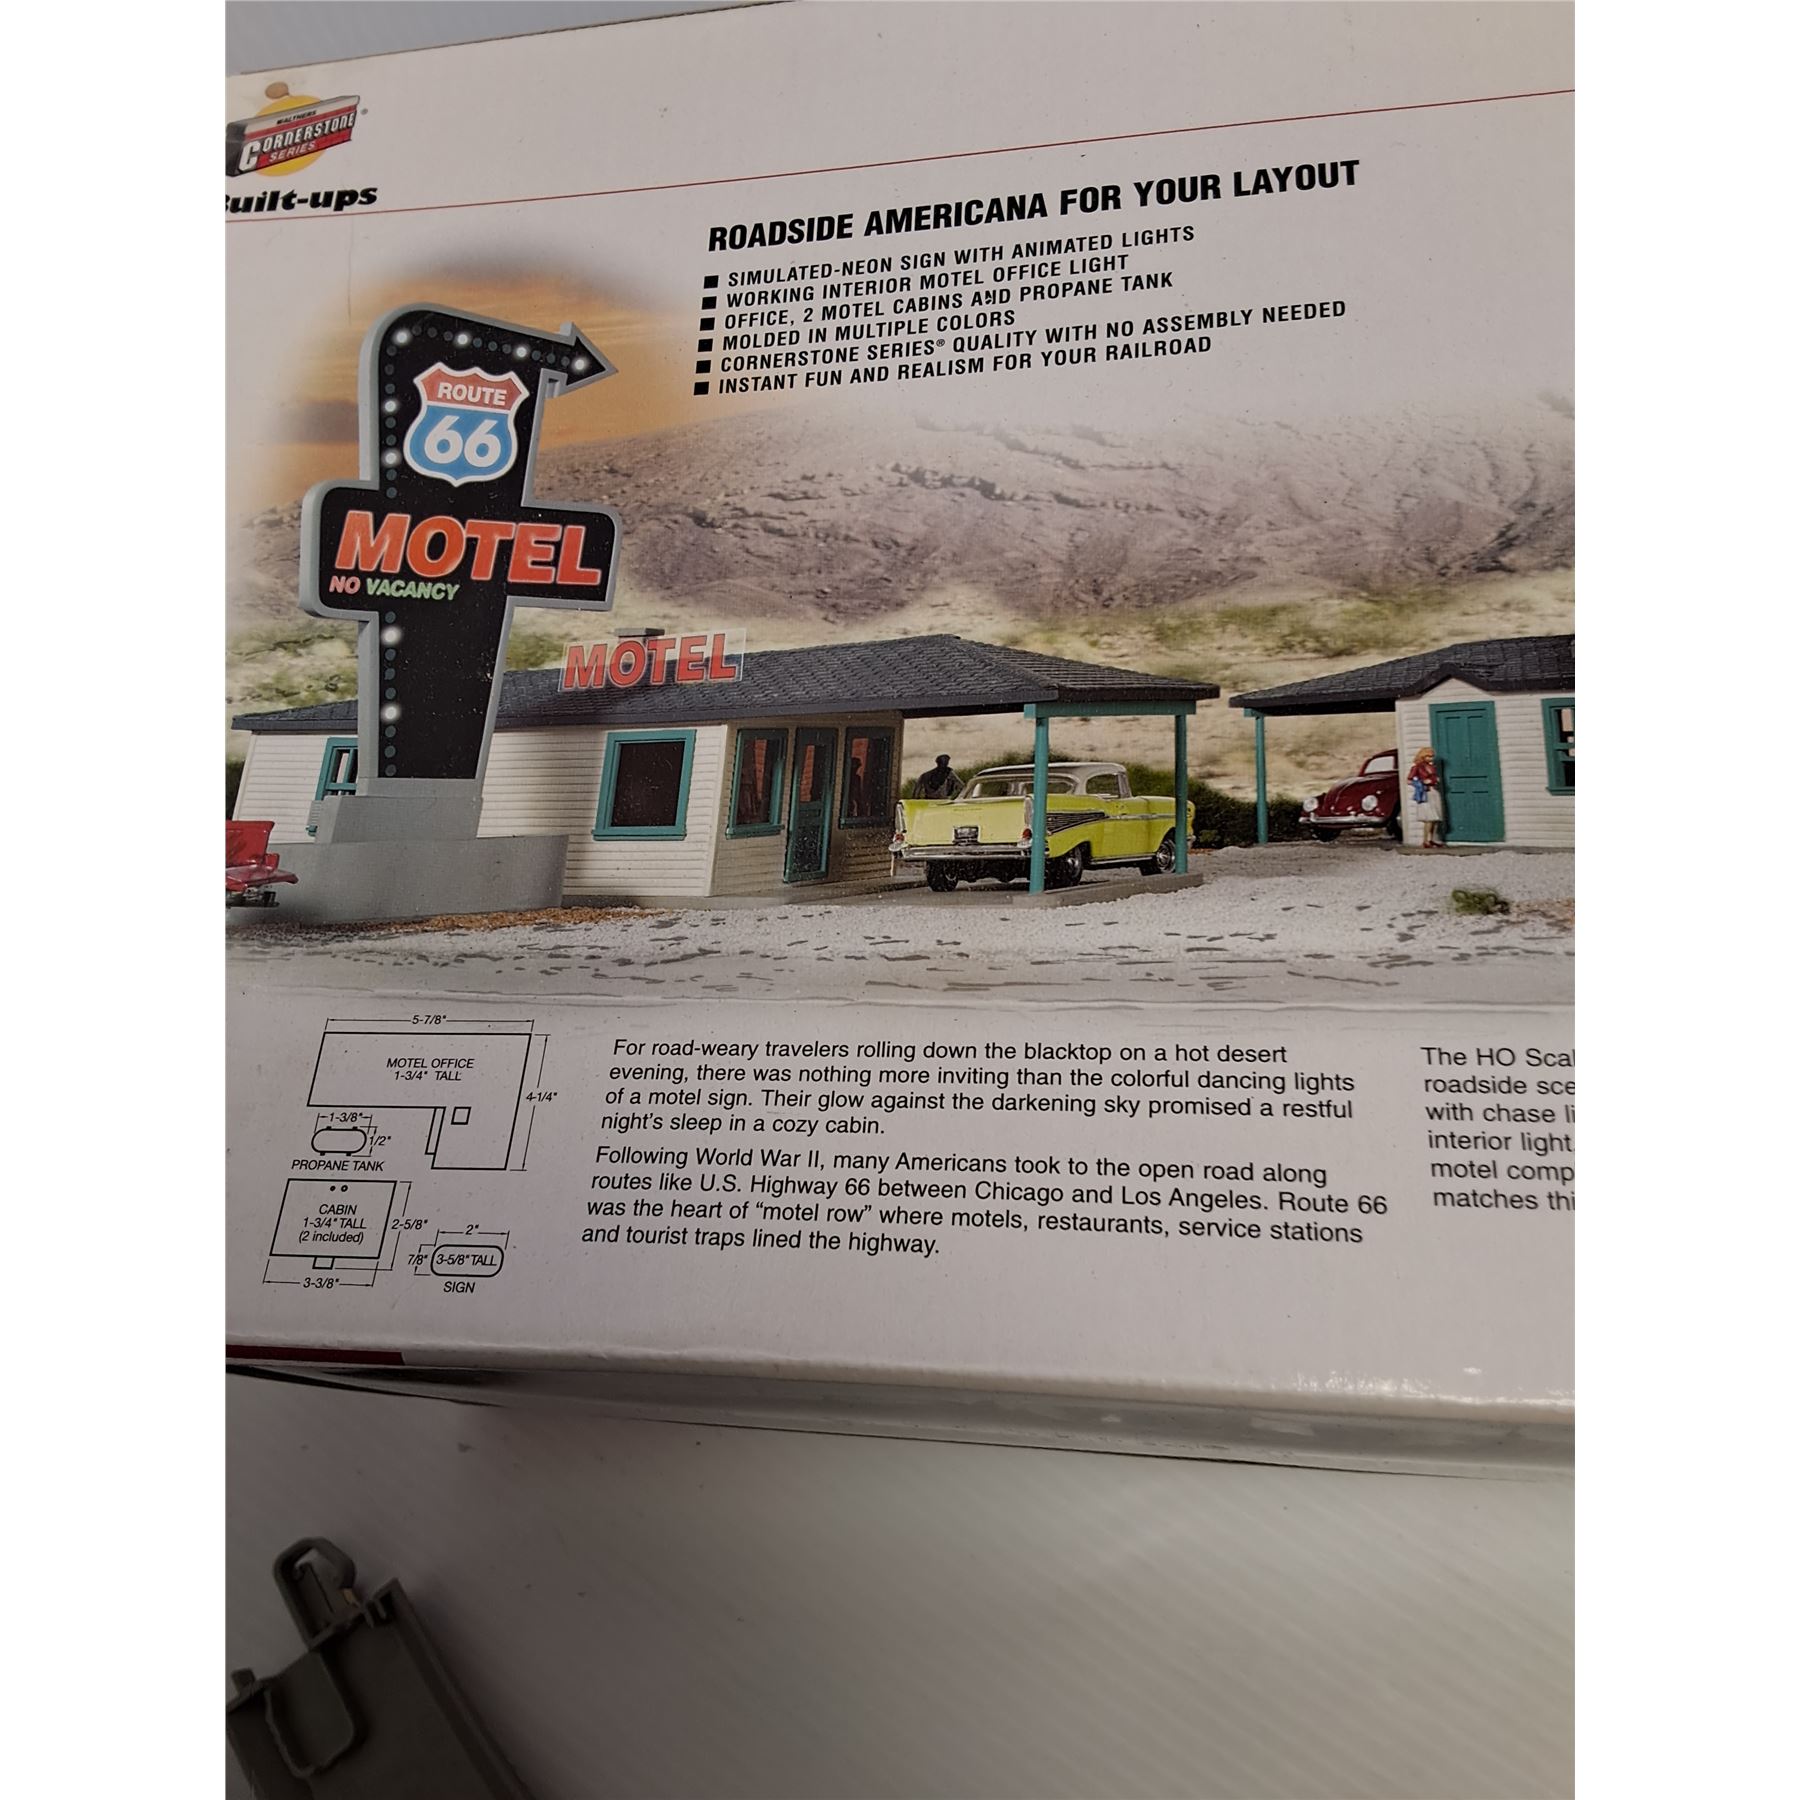 WALTHERS
CORNERSTONE
SERIES
®
uilt-ups
ROADSIDE AMERICANA FOR YOUR LAYOUT
■ SIMULATED-NEON SIGN WITH ANIMATED LIGHTS
■ WORKING INTERIOR MOTEL OFFICE LIGHT
■ OFFICE, 2 MOTEL CABINS AND PROPANE TANK
■ MOLDED IN MULTIPLE COLORS
■ CORNERSTONE SERIES® QUALITY WITH NO ASSEMBLY NEEDED
■ INSTANT FUN AND REALISM FOR YOUR RAILROAD
ROUTE
66
MOTEL
NO VACANCY
MOTEL
5-7/8"
MOTEL OFFICE
1-3/4" TALL
4-1/4"
1-3/8"
1/2"
PROPANE TANK
CABIN
1-3/4" TALL
(2 included)
2-5/8"
3-3/8"
2"
7/8"
3-5/8" TALL
SIGN
For road-weary travelers rolling down the blacktop on a hot desert
evening, there was nothing more inviting than the colorful dancing lights
of a motel sign. Their glow against the darkening sky promised a restful
night's sleep in a cozy cabin.
Following World War II, many Americans took to the open road along
routes like U.S. Highway 66 between Chicago and Los Angeles. Route 66
was the heart of "motel row" where motels, restaurants, service stations
and tourist traps lined the highway.
The HO Scal
roadside sce
with chase li
interior light
motel comp
matches thi